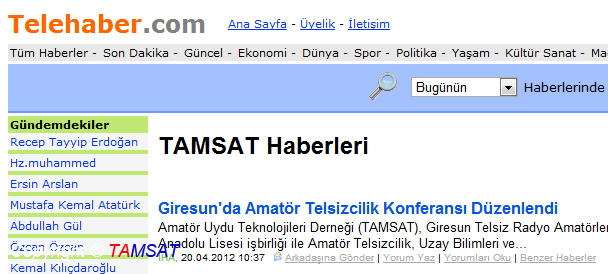 Telehaber.com
Ana Sayfa - Üyelik - İletişim
Tüm Haberler - Son Dakika - Güncel - Ekonomi - Dünya - Spor - Politika - Yaşam - Kültür Sanat -
Bugünün Haberlerinde
Gündemdekiler
Recep Tayyip Erdoğan
Hz.muhammed
Ersin Arslan
Mustafa Kemal Atatürk
Abdullah Gül
Özcan Özcan
Kemal Kılıçdaroğlu
Copyright © TAMSAT
TAMSAT Haberleri
Giresun'da Amatör Telsizcilik Konferansı Düzenlendi
Amatör Uydu Teknolojileri Derneği (TAMSAT), Giresun Telsiz Radyo Amatörleri
Anadolu Lisesi işbirliği ile Amatör Telsizcilik, Uzay Bilimleri ve...
İHA, 20.04.2012 10:37 Arkadaşına Gönder | Yorum Yaz | Yorumları Oku | Benzer Haberler